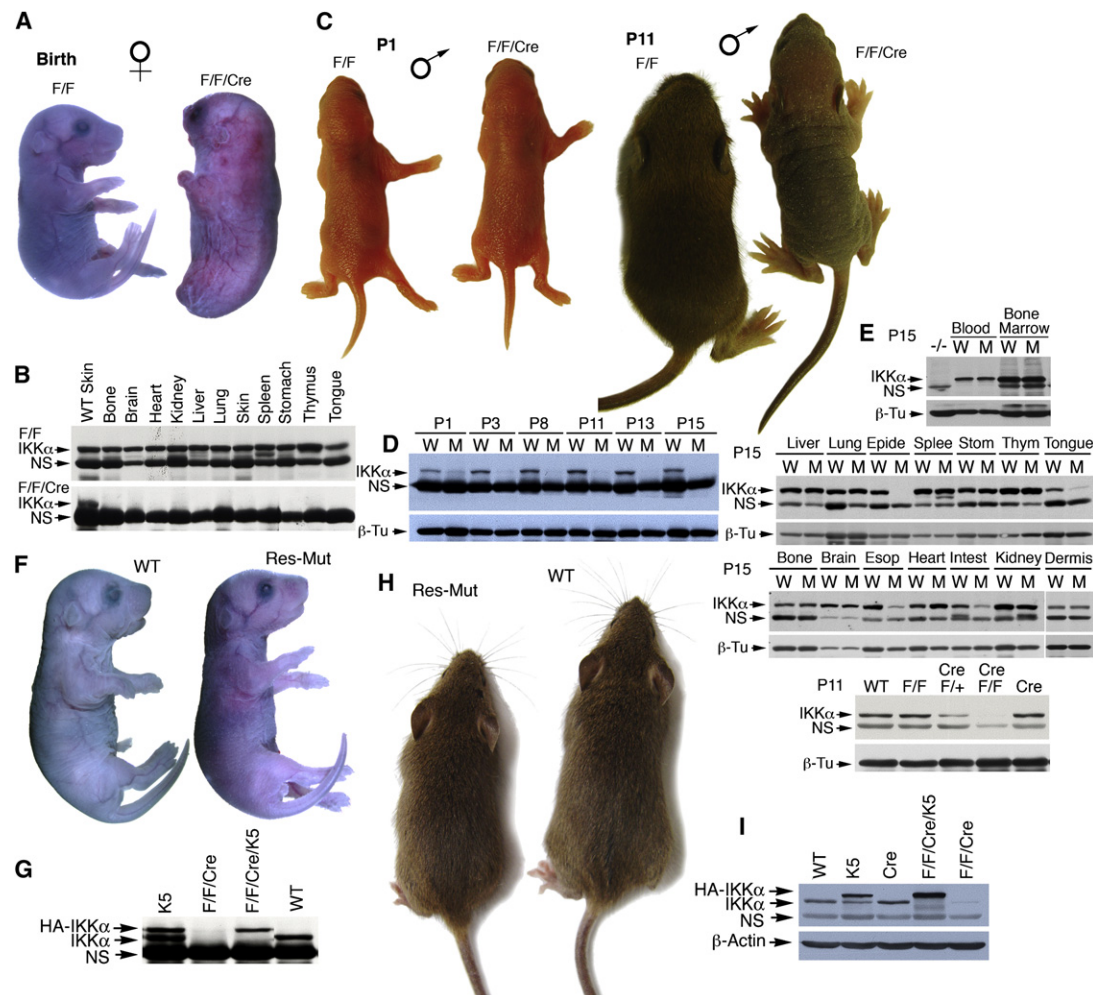 A
Birth
♀
F/F
F/F/Cre
C
P1
♂
F/F
F/F/Cre
P11
♂
F/F
F/F/Cre
B
WT Skin
Bone
Brain
Heart
Kidney
Liver
Lung
Skin
Spleen
Stomach
Thymus
Tongue
F/F
IKKα
NS
F/F/Cre
IKKα
NS
D
P1 P3 P8 P11 P13 P15
W M W M W M W M W M W M
IKKα
NS
β-Tu
E
P15
-/- Blood Bone Marrow
W M W M
IKKα
NS
β-Tu
P15
Liver Lung Epide Splee Stom Thym Tongue
W M W M W M W M W M W M W M
IKKα
NS
β-Tu
P15
Bone Brain Esop Heart Intest Kidney Dermis
W M W M W M W M W M W M W M
IKKα
NS
β-Tu
P11
WT F/F Cre F/+ Cre F/F Cre
IKKα
NS
β-Tu
F
WT
Res-Mut
G
K5
F/F/Cre
F/F/Cre/K5
WT
HA-IKKα
IKKα
NS
H
Res-Mut
WT
I
WT
K5
Cre
F/F/Cre/K5
F/F/Cre
HA-IKKα
IKKα
NS
β-Actin